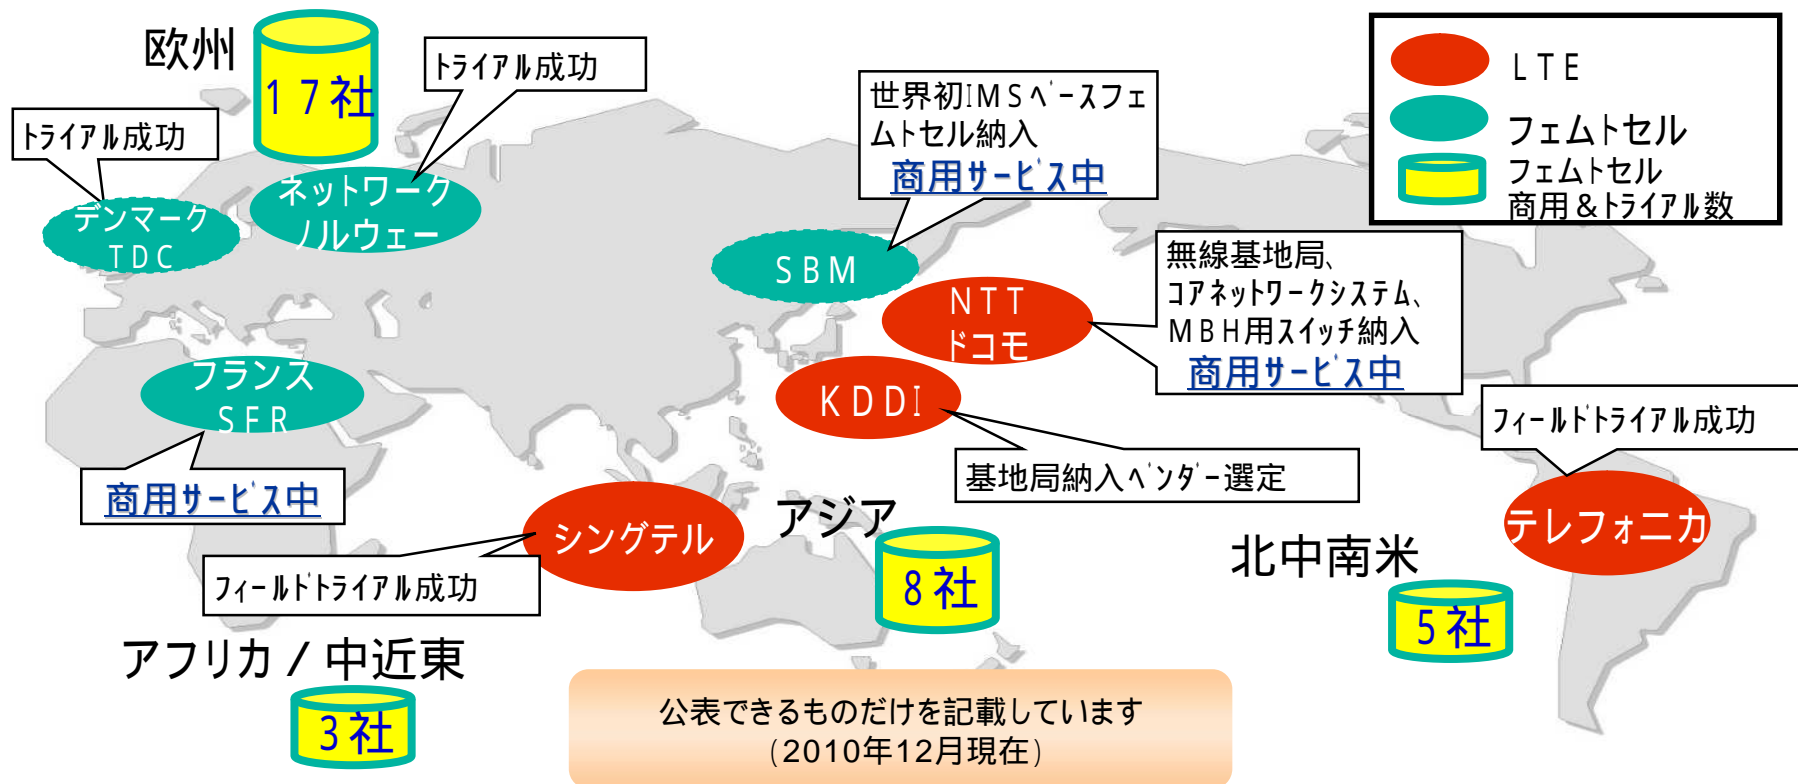 欧州
17社
トライアル成功
トライアル成功
デンマーク
TDC
ネットワーク
ノルウェー
世界初IMSベースフェ
ムトセル納入
商用サービス中
SBM
LTE
フェムトセル
フェムトセル
商用&トライアル数
無線基地局、
コアネットワークシステム、
MBH用スイッチ納入
商用サービス中
NTT
ドコモ
KDDI
基地局納入ベンダー選定
フランス
SFR
商用サービス中
シングテル
フィールドトライアル成功
アジア
8社
フィールドトライアル成功
テレフォニカ
北中南米
5社
アフリカ/中近東
3社
公表できるものだけを記載しています
(2010年12月現在)